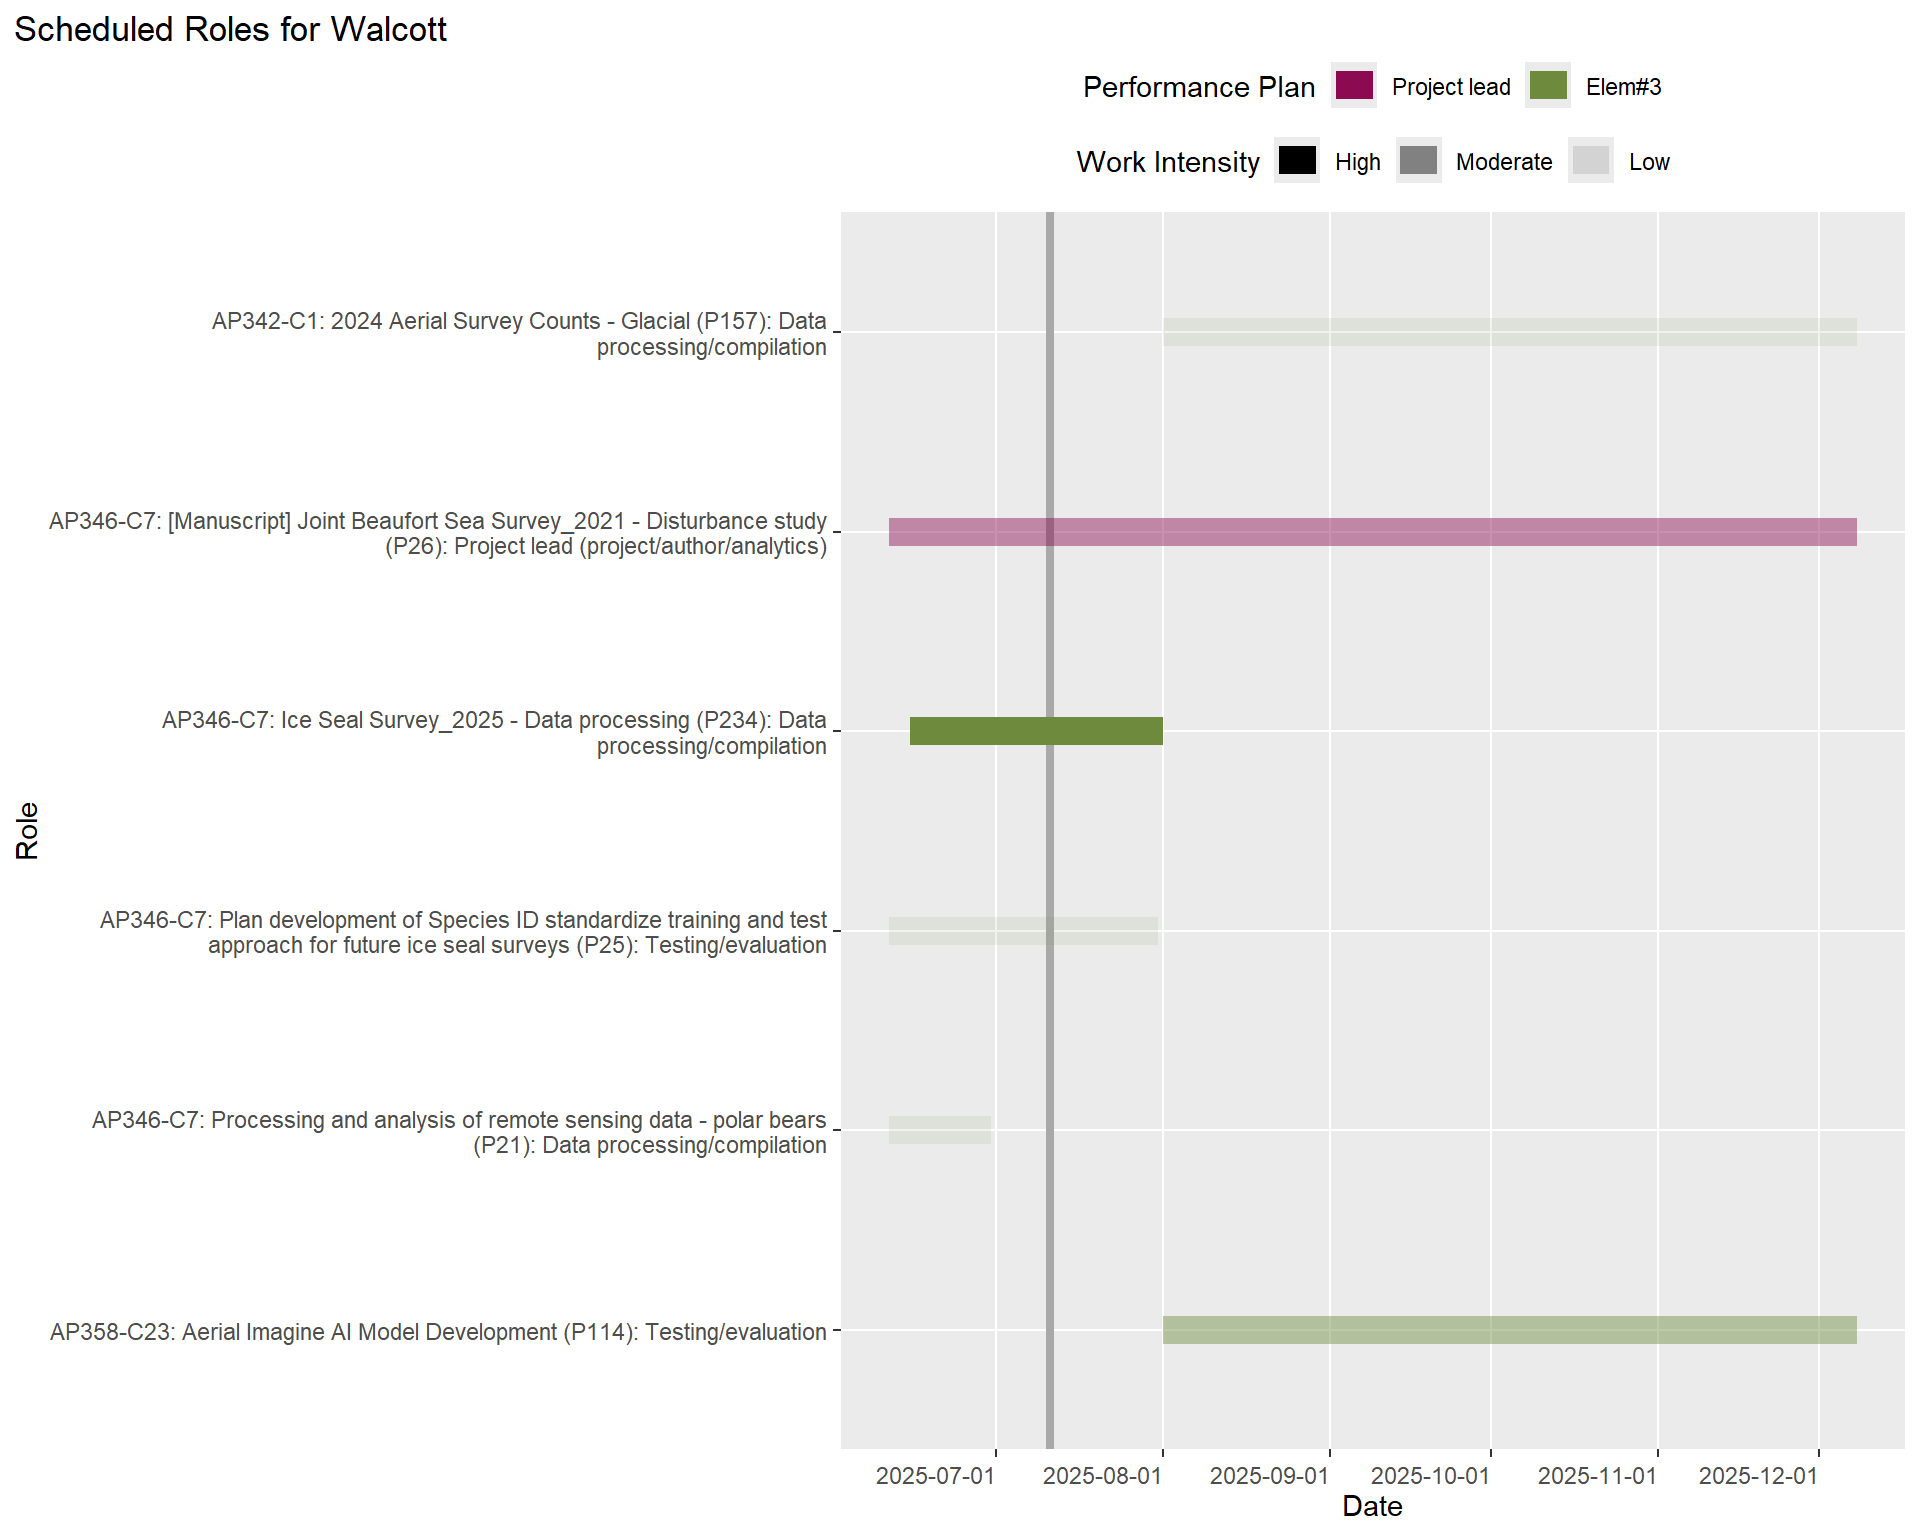 Scheduled Roles for Walcott
Performance Plan Project lead Elem#3
Work Intensity High Moderate Low
AP342-C1: 2024 Aerial Survey Counts - Glacial (P157): Data
processing/compilation
AP346-C7: [Manuscript] Joint Beaufort Sea Survey_2021 - Disturbance study
(P26): Project lead (project/author/analytics)
AP346-C7: Ice Seal Survey_2025 - Data processing (P234): Data
processing/compilation
Role
AP346-C7: Plan development of Species ID standardize training and test
approach for future ice seal surveys (P25): Testing/evaluation
AP346-C7: Processing and analysis of remote sensing data - polar bears
(P21): Data processing/compilation
AP358-C23: Aerial Imagine AI Model Development (P114): Testing/evaluation
2025-07-01 2025-08-01 2025-09-01 2025-10-01 2025-11-01 2025-12-01
Date